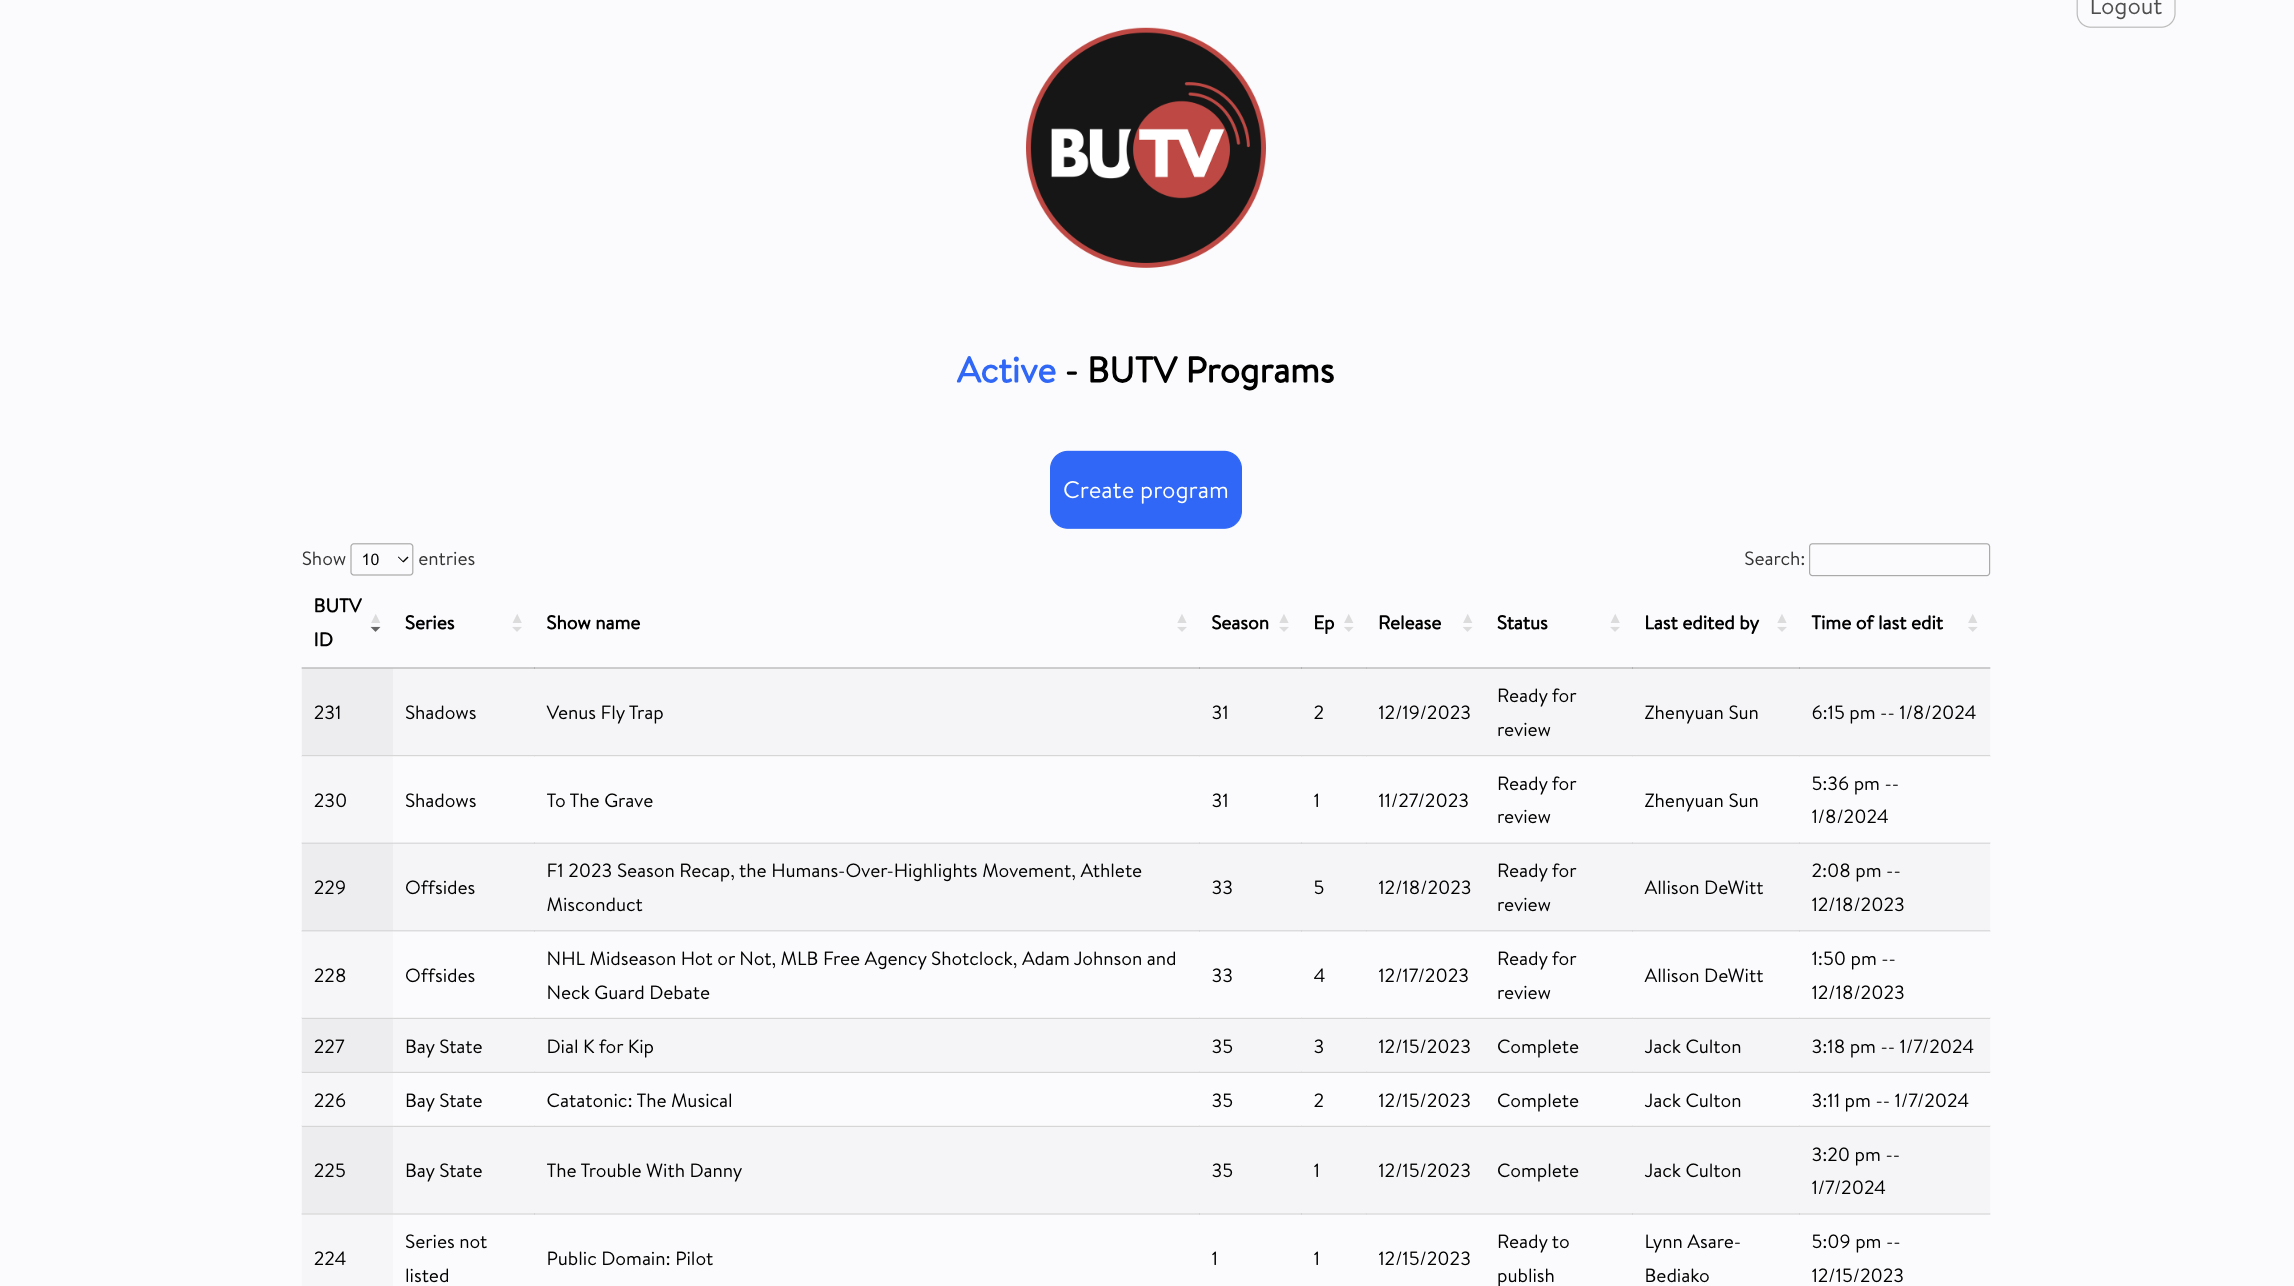 Logout
BUTV
Active - BUTV Programs
Create program
Show 10 entries
Search:
BUTV ID Series Show name Season Ep Release Status Last edited by Time of last edit
231 Shadows Venus Fly Trap 31 2 12/19/2023 Ready for review Zhenyuan Sun 6:15 pm -- 1/8/2024
230 Shadows To The Grave 31 1 11/27/2023 Ready for review Zhenyuan Sun 5:36 pm -- 1/8/2024
229 Offsides F1 2023 Season Recap, the Humans-Over-Highlights Movement, Athlete Misconduct 33 5 12/18/2023 Ready for review Allison DeWitt 2:08 pm -- 12/18/2023
228 Offsides NHL Midseason Hot or Not, MLB Free Agency Shotclock, Adam Johnson and Neck Guard Debate 33 4 12/17/2023 Ready for review Allison DeWitt 1:50 pm -- 12/18/2023
227 Bay State Dial K for Kip 35 3 12/15/2023 Complete Jack Culton 3:18 pm -- 1/7/2024
226 Bay State Catatonic: The Musical 35 2 12/15/2023 Complete Jack Culton 3:11 pm -- 1/7/2024
225 Bay State The Trouble With Danny 35 1 12/15/2023 Complete Jack Culton 3:20 pm -- 1/7/2024
224 Series not listed Public Domain: Pilot 1 1 12/15/2023 Ready to publish Lynn Asare-Bediako 5:09 pm -- 12/15/2023